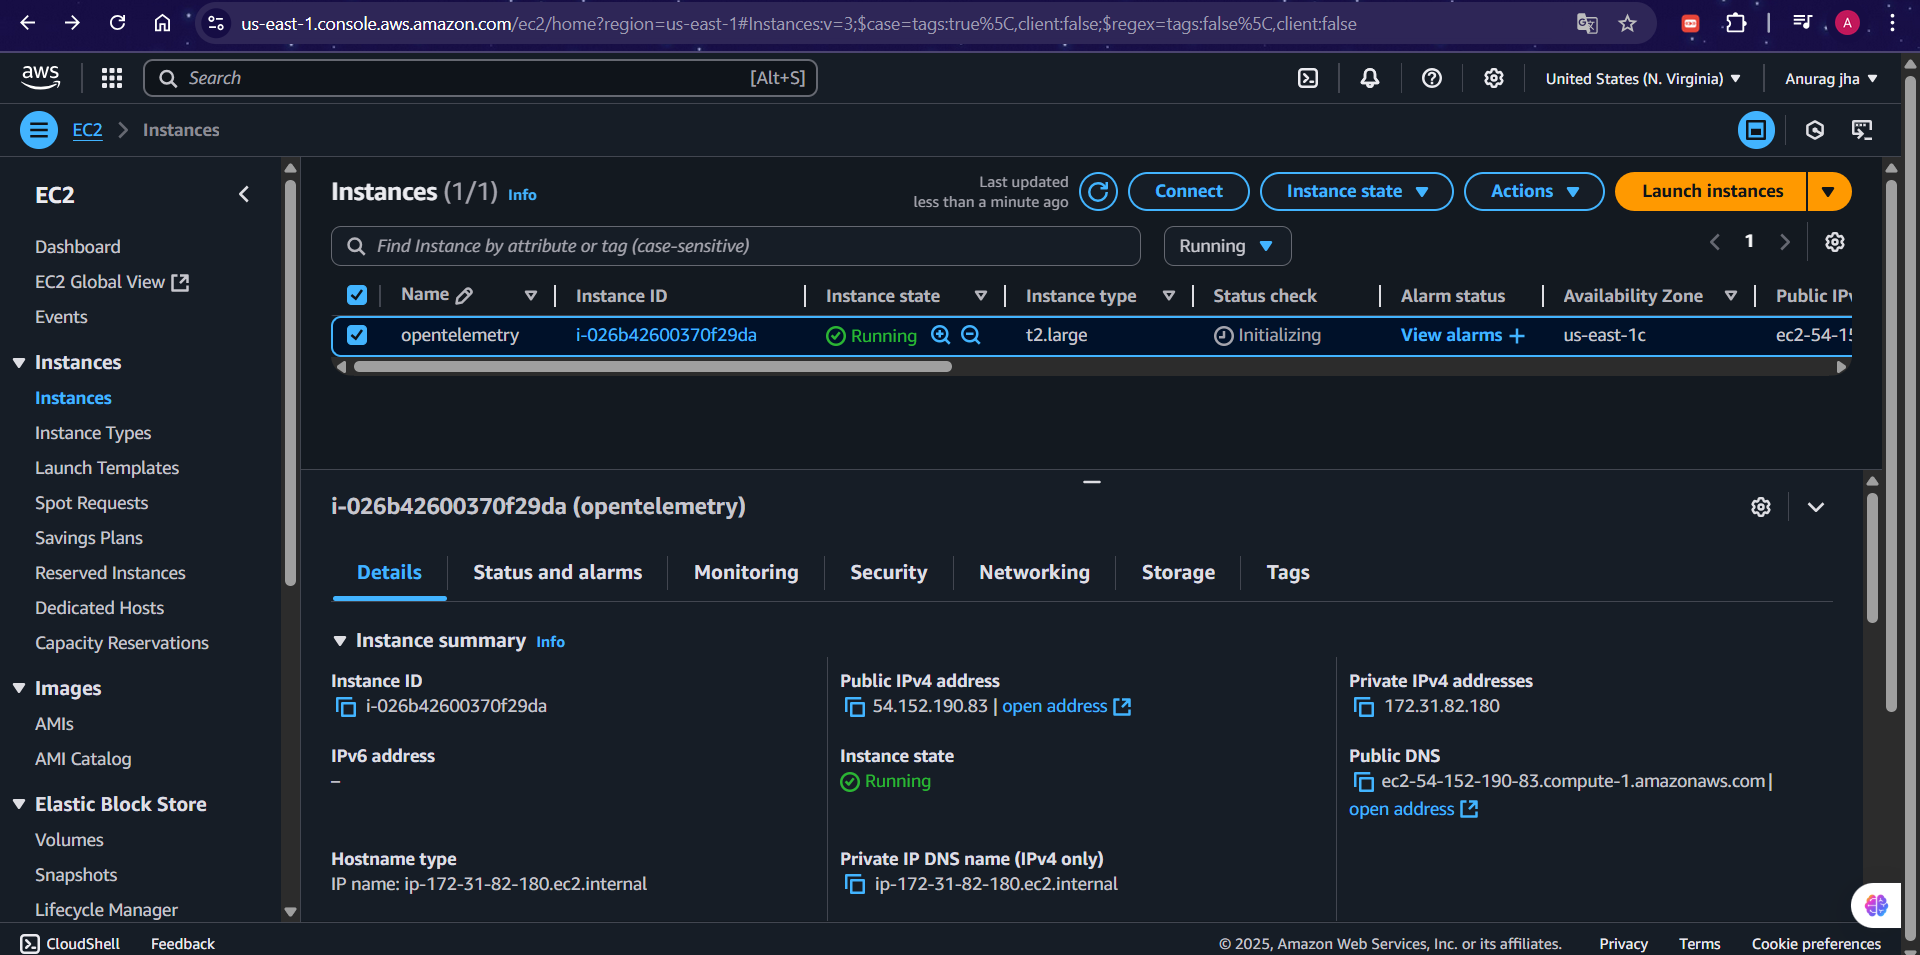 us-east-1.console.aws.amazon.com/ec2/home?region=us-east-1#Instances:v=3;$case=tags:true%5C,client:false;$regex=tags:false%5C,client:false
A
aws
Search [Alt+S]
United States (N. Virginia)
Anurag jha
EC2 > Instances
EC2
Dashboard
EC2 Global View
Events
Instances
Instances
Instance Types
Launch Templates
Spot Requests
Savings Plans
Reserved Instances
Dedicated Hosts
Capacity Reservations
Images
AMIs
AMI Catalog
Elastic Block Store
Volumes
Snapshots
Lifecycle Manager
Instances (1/1) Info
Last updated
less than a minute ago
Connect
Instance state
Actions
Launch instances
Find Instance by attribute or tag (case-sensitive)
Running
1
Name Instance ID Instance state Instance type Status check Alarm status Availability Zone Public IPv
opentelemetry i-026b42600370f29da Running t2.large Initializing View alarms + us-east-1c ec2-54-15
i-026b42600370f29da (opentelemetry)
Details Status and alarms Monitoring Security Networking Storage Tags
Instance summary Info
Instance ID
i-026b42600370f29da
Public IPv4 address
54.152.190.83 | open address
Private IPv4 addresses
172.31.82.180
IPv6 address
–
Instance state
Running
Public DNS
ec2-54-152-190-83.compute-1.amazonaws.com |
open address
Hostname type
IP name: ip-172-31-82-180.ec2.internal
Private IP DNS name (IPv4 only)
ip-172-31-82-180.ec2.internal
CloudShell Feedback
© 2025, Amazon Web Services, Inc. or its affiliates. Privacy Terms Cookie preferences